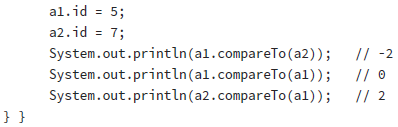 a1.id = 5;
a2.id = 7;
System.out.println(a1.compareTo(a2));   // -2
System.out.println(a1.compareTo(a1));   // 0
System.out.println(a2.compareTo(a1));   // 2
} }